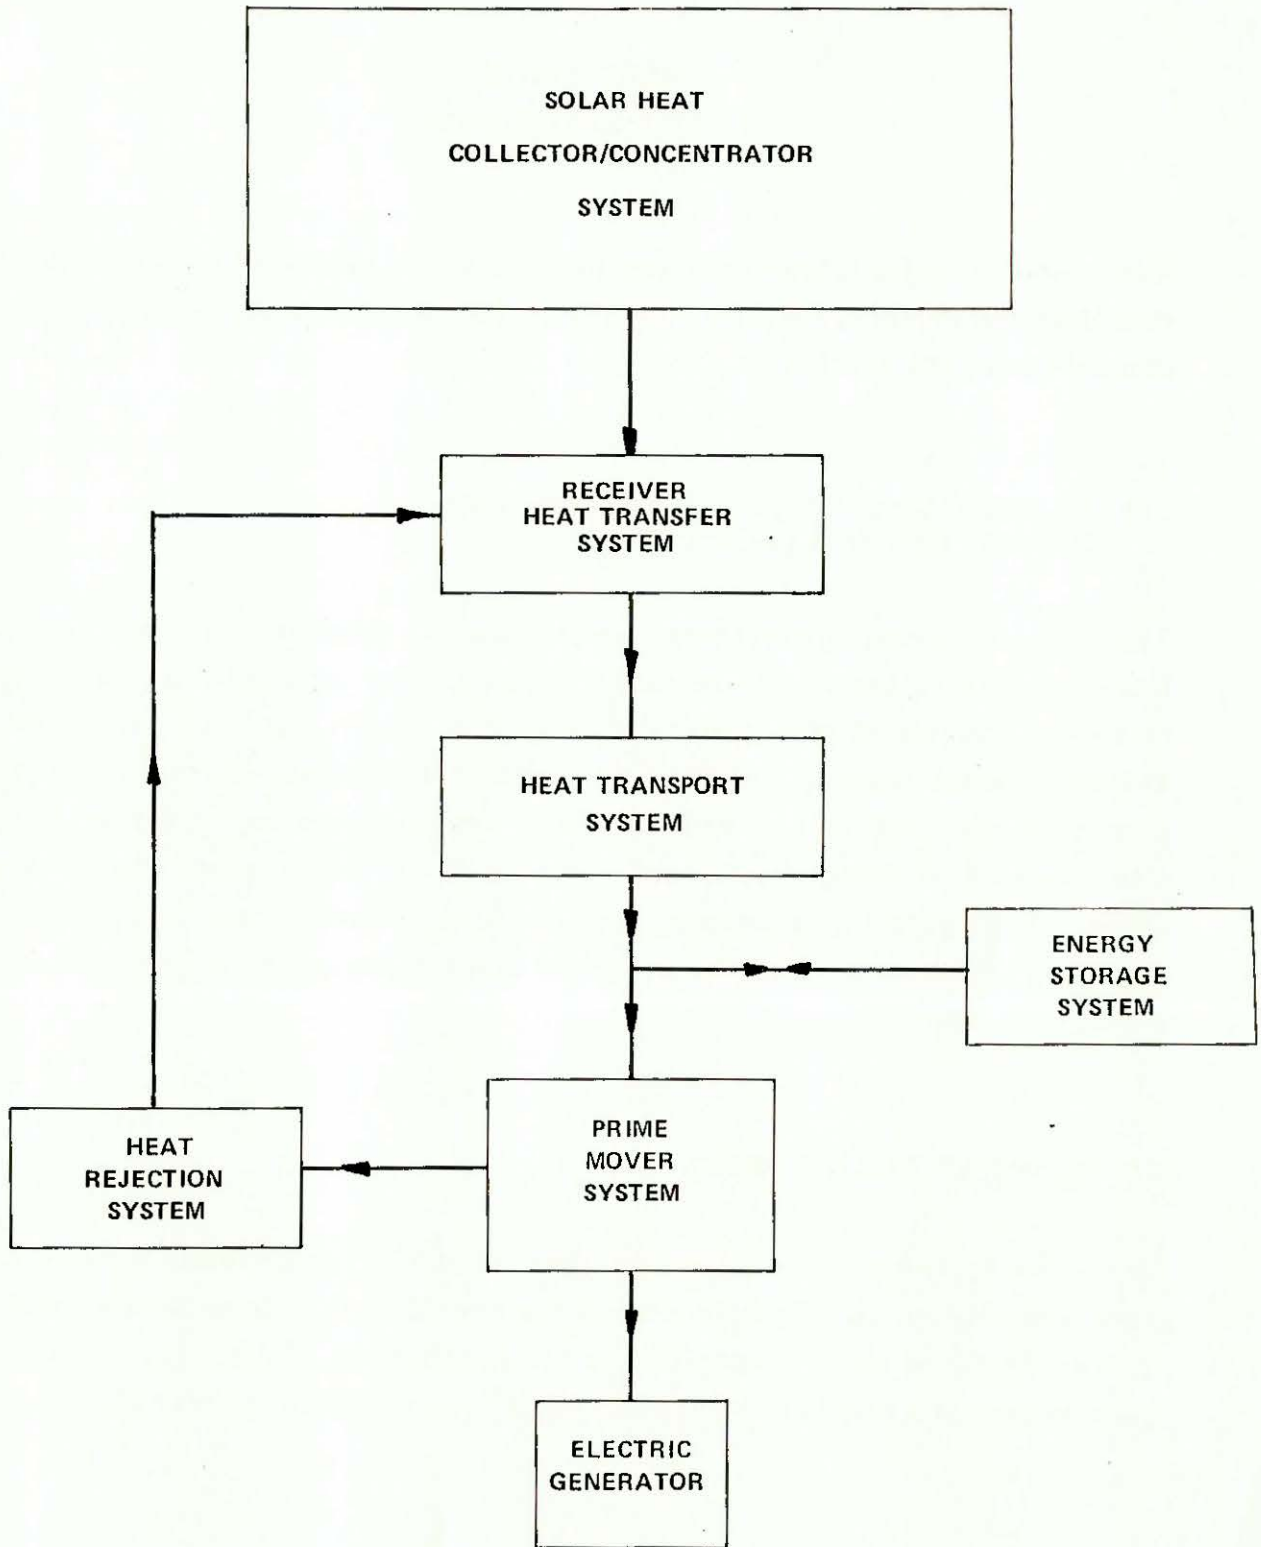 SOLAR HEAT
COLLECTOR/CONCENTRATOR
SYSTEM
RECEIVER
HEAT TRANSFER
SYSTEM
HEAT TRANSPORT
SYSTEM
ENERGY
STORAGE
SYSTEM
PRIME
MOVER
SYSTEM
HEAT
REJECTION
SYSTEM
ELECTRIC
GENERATOR